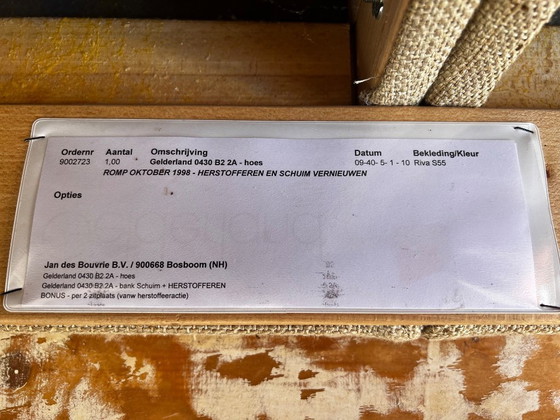 Ordernr Aantal Omschrijving Datum Bekleding/Kleur
9002723 1,00 Gelderland 0430 B2 2A - hoes 09-40- 5- 1 - 10 Riva S55
ROMP OKTOBER 1998 - HERSTOFFEREN EN SCHUIM VERNIEUWEN
Opties
Jan des Bouvrie B.V. / 900668 Bosboom (NH)
Gelderland 0430 B2 2A - hoes
Gelderland 0430 B2 2A - bank Schuim + HERSTOFFEREN
BONUS - per 2 zitplaats (vanw herstoffeeractie)